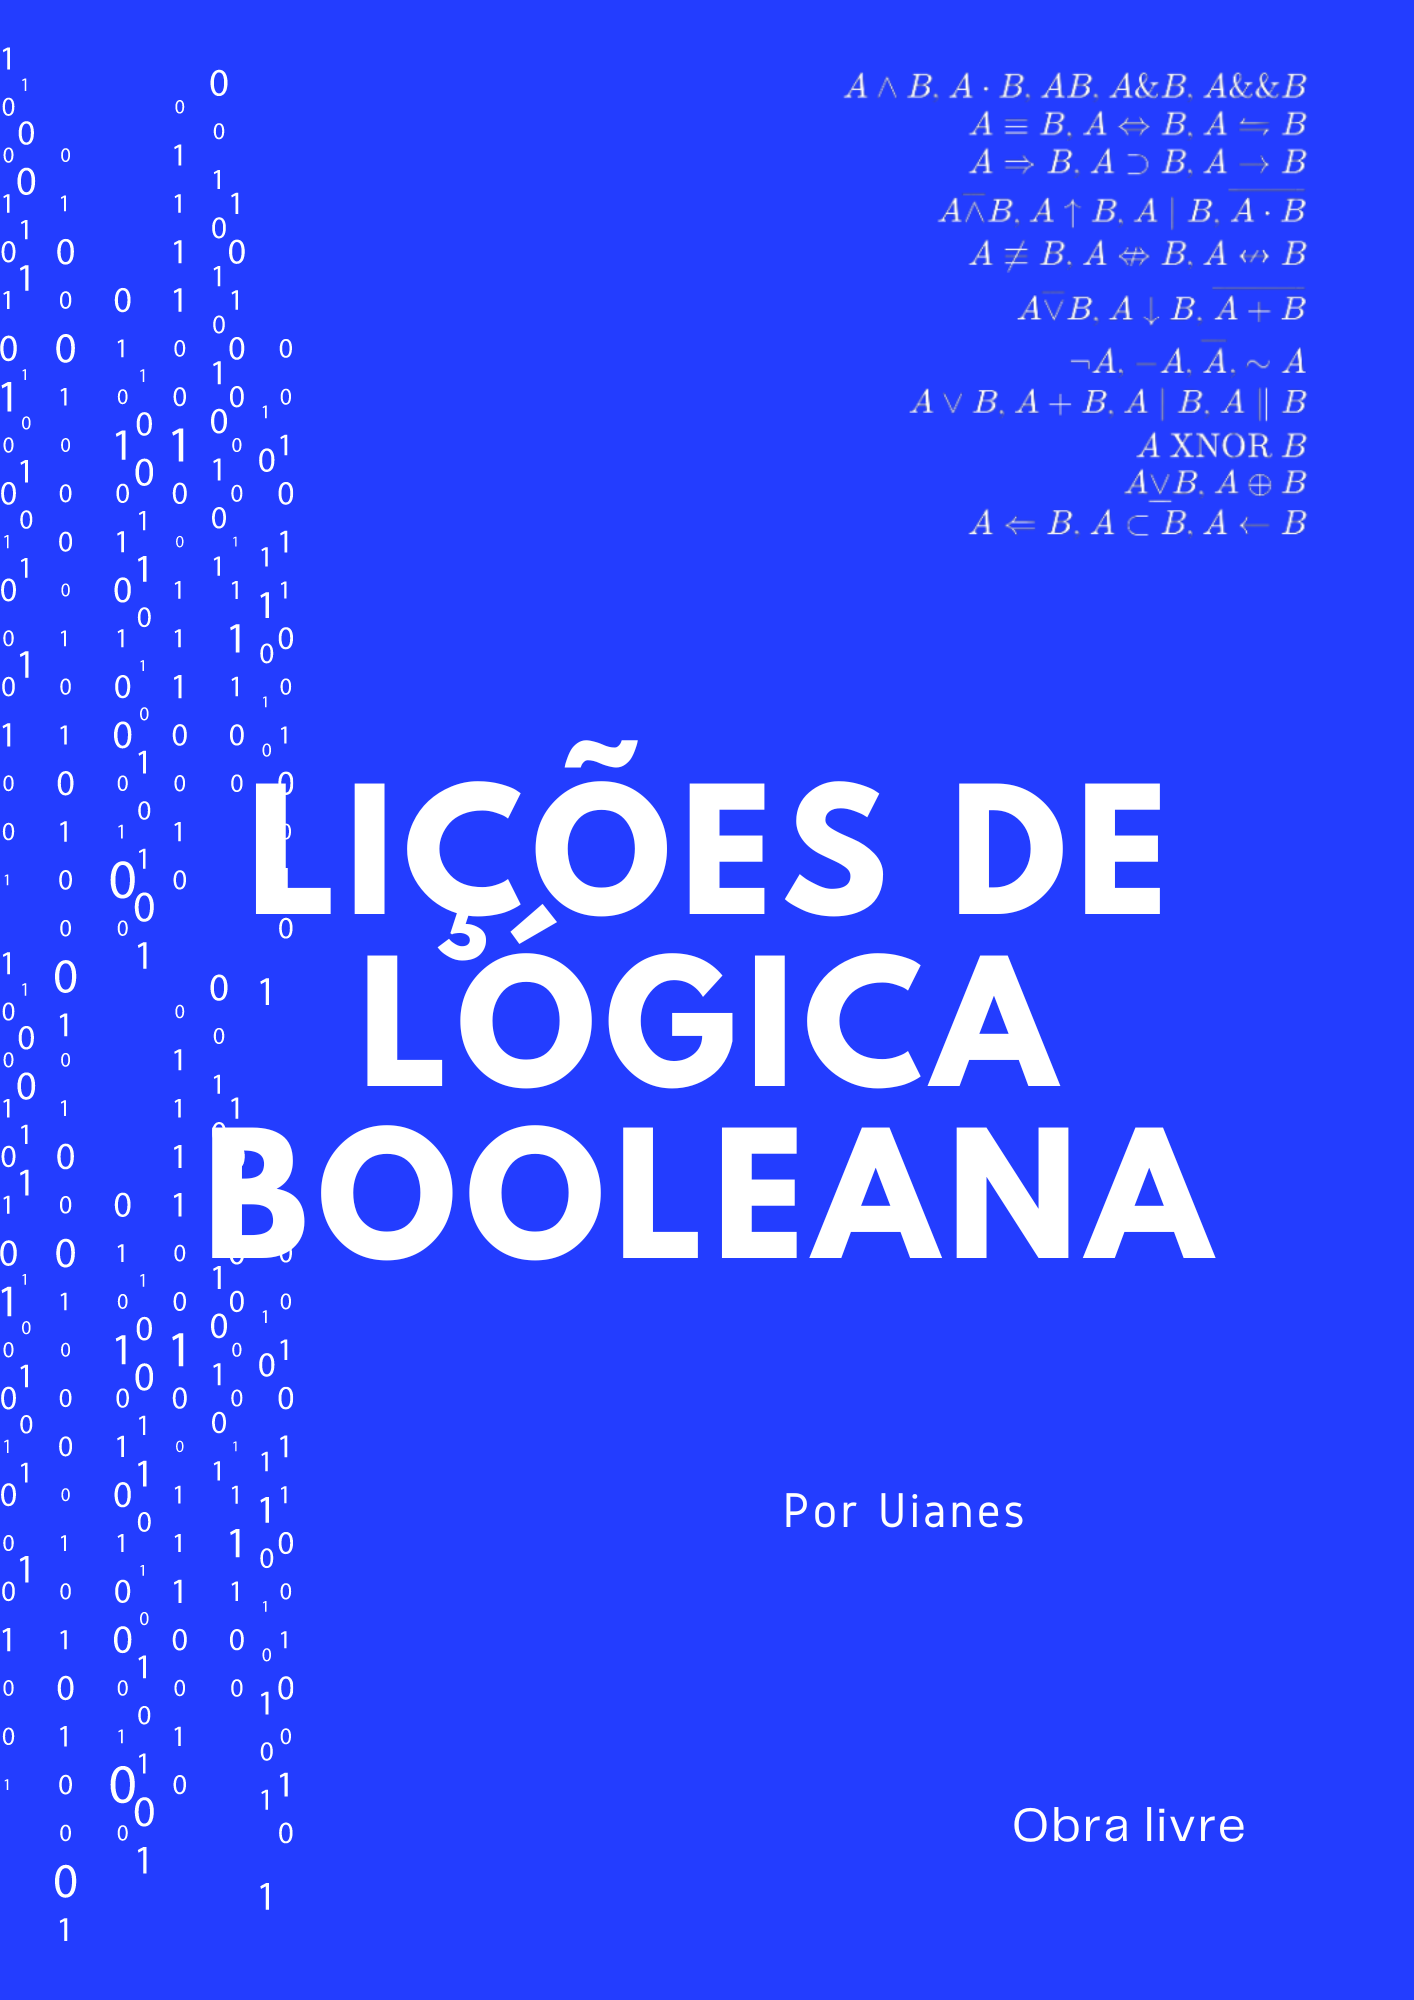 A ∧ B, A · B, AB, A&B, A&&B
A ≡ B, A ⇔ B, A ⇋ B
A ⇒ B, A ⊃ B, A → B
A⊼B, A ↑ B, A | B, A̅ ̅·̅ ̅B̅
A ≢ B, A ⇎ B, A ↮ B
A⊽B, A ↓ B, A̅ ̅+̅ ̅B̅
¬A, −A, A̅, ∼ A
A ∨ B, A + B, A | B, A ∥ B
A XNOR B
A⊻B, A ⊕ B
A ⇐ B, A ⊂ B, A ← B
LIÇÕES DE
LÓGICA
BOOLEANA
Por Uianes
Obra livre